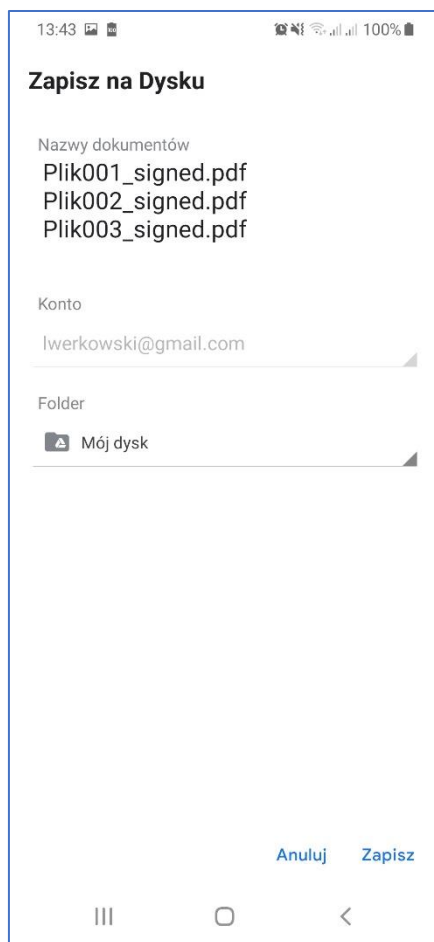 13:43 100%
Zapisz na Dysku
Nazwy dokumentów
Plik001_signed.pdf
Plik002_signed.pdf
Plik003_signed.pdf
Konto
lwerkowski@gmail.com
Folder
Mój dysk
Anuluj Zapisz